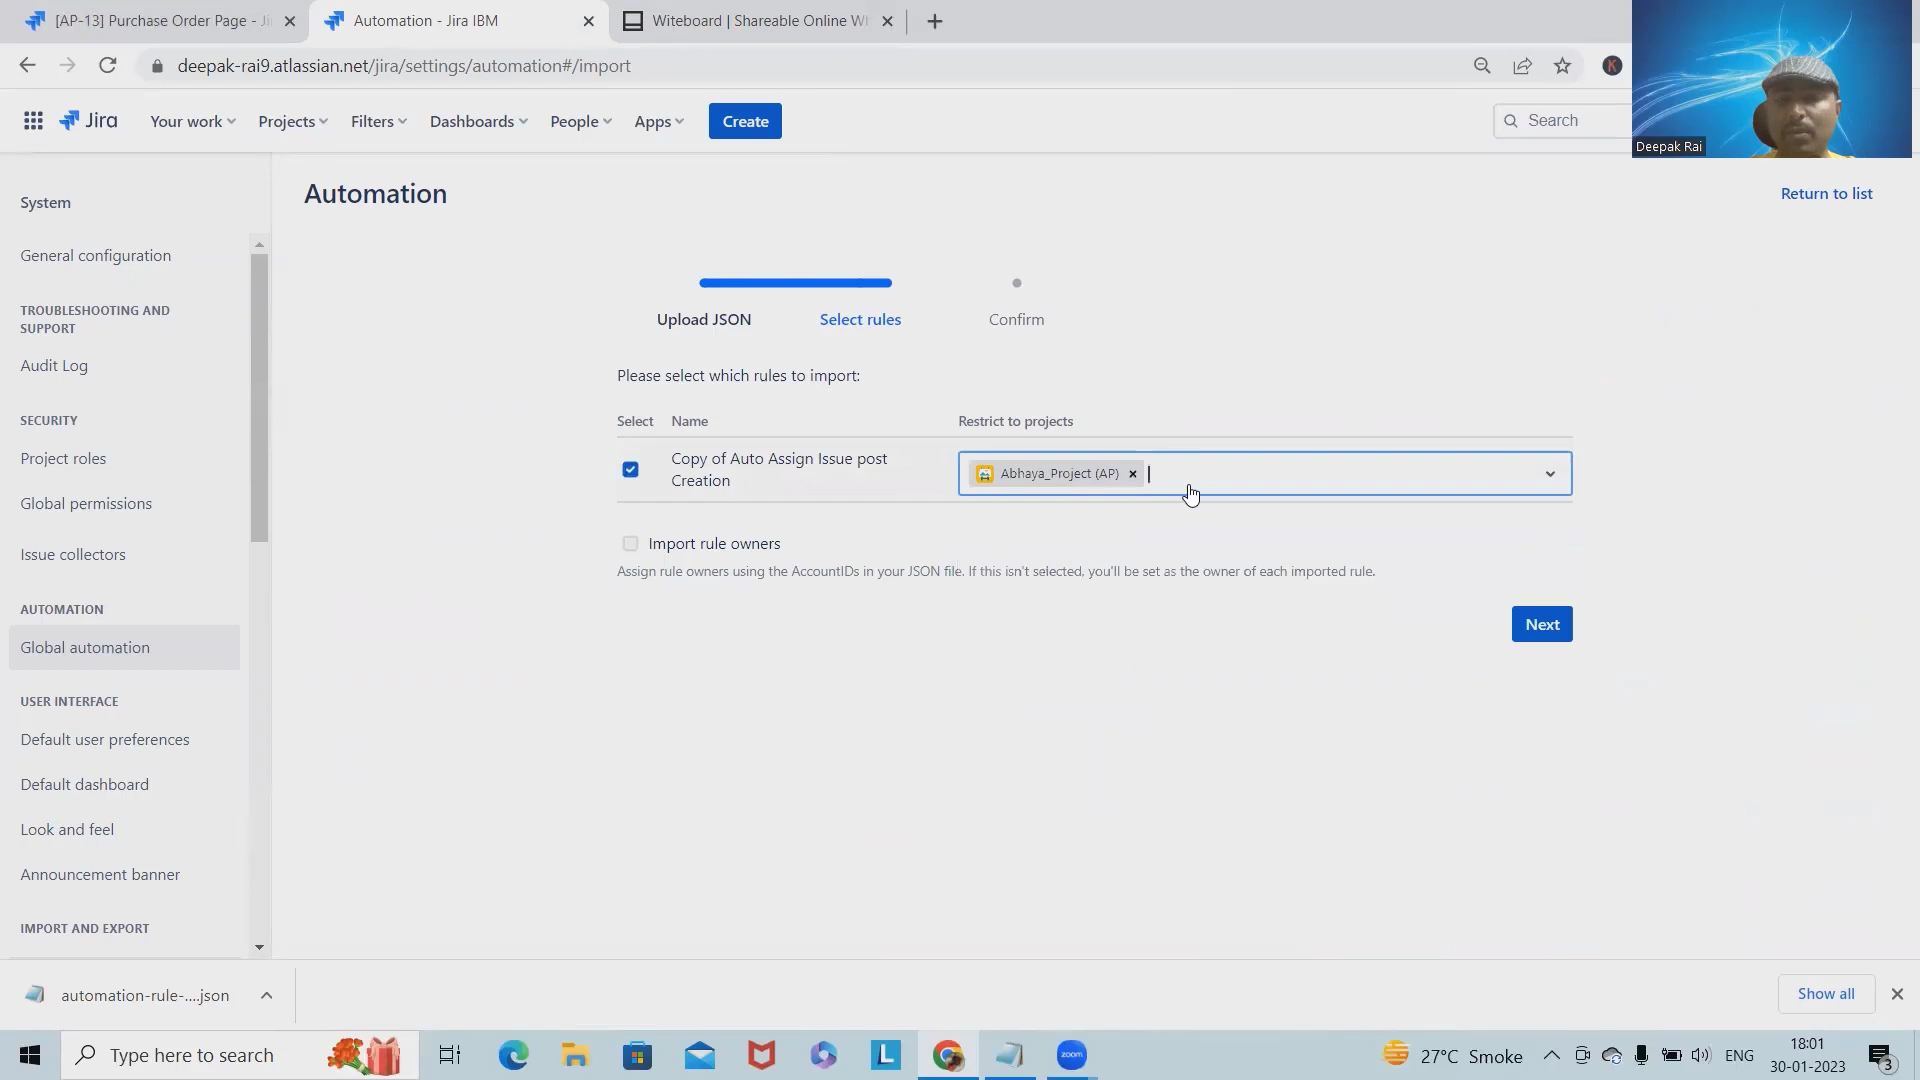 [AP-13] Purchase Order Page - Ji
Automation - Jira IBM
Witeboard | Shareable Online Wh
deepak-rai9.atlassian.net/jira/settings/automation#/import
K
Deepak Rai
Jira
Your work
Projects
Filters
Dashboards
People
Apps
Create
Search
System
General configuration
TROUBLESHOOTING AND
SUPPORT
Audit Log
SECURITY
Project roles
Global permissions
Issue collectors
AUTOMATION
Global automation
USER INTERFACE
Default user preferences
Default dashboard
Look and feel
Announcement banner
IMPORT AND EXPORT
Automation
Return to list
Upload JSON
Select rules
Confirm
Please select which rules to import:
Select Name Restrict to projects
Copy of Auto Assign Issue post
Creation
Abhaya_Project (AP)
Import rule owners
Assign rule owners using the AccountIDs in your JSON file. If this isn't selected, you'll be set as the owner of each imported rule.
Next
automation-rule-....json
Show all
Type here to search
L
zoom
27°C Smoke
ENG
18:01
30-01-2023
3